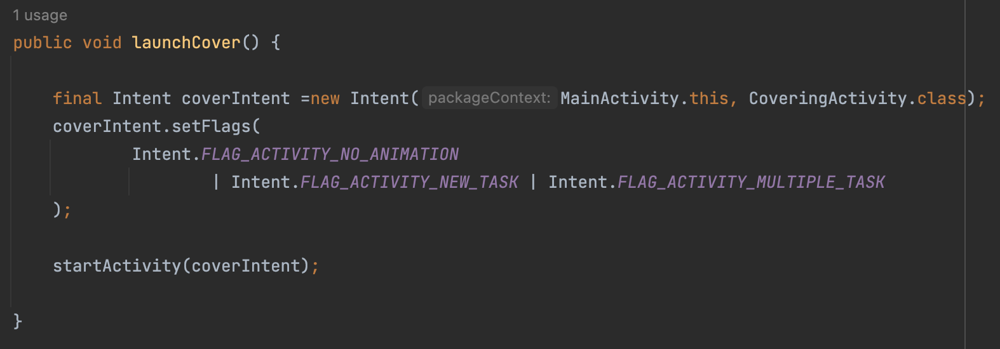 1 usage
public void launchCover() {
final Intent coverIntent =new Intent( packageContext: MainActivity.this, CoveringActivity.class);
coverIntent.setFlags(
Intent.FLAG_ACTIVITY_NO_ANIMATION
| Intent.FLAG_ACTIVITY_NEW_TASK | Intent.FLAG_ACTIVITY_MULTIPLE_TASK
);
startActivity(coverIntent);
}